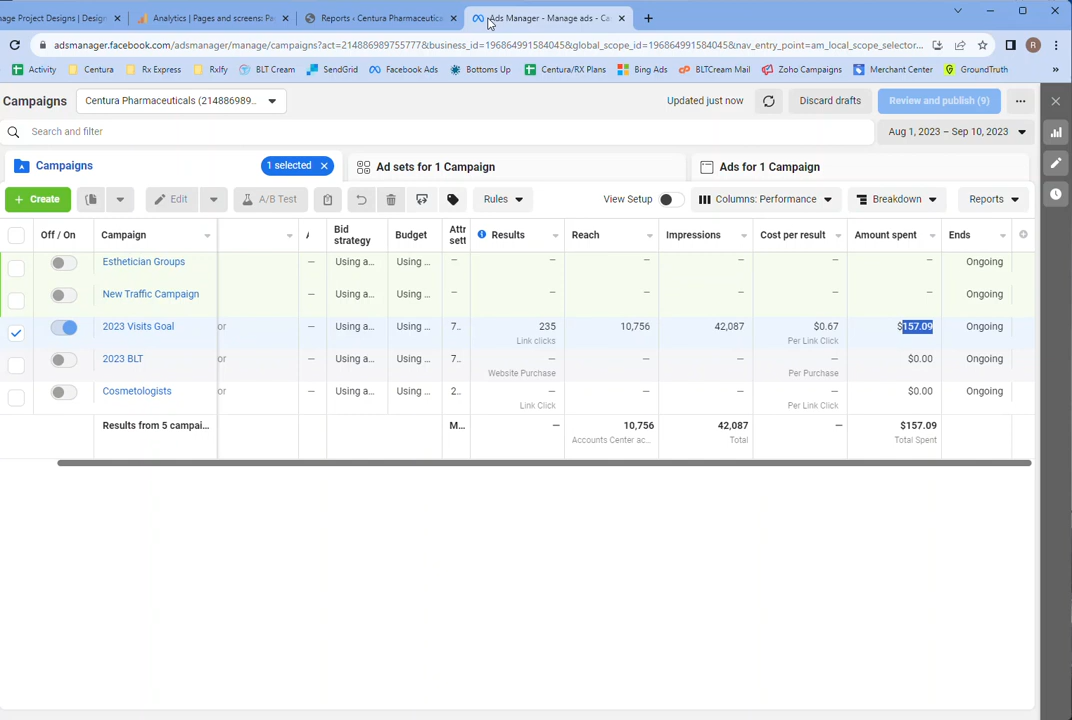 nage Project Designs | Design
Analytics | Pages and screens: Pa
Reports ‹ Centura Pharmaceutica
Ads Manager - Manage ads - Ca
adsmanager.facebook.com/adsmanager/manage/campaigns?act=214886989755777&business_id=196864991584045&global_scope_id=196864991584045&nav_entry_point=am_local_scope_selector...
R
Activity
Centura
Rx Express
Rxlfy
BLT Cream
SendGrid
Facebook Ads
Bottoms Up
Centura/RX Plans
Bing Ads
BLTCream Mail
Zoho Campaigns
Merchant Center
GroundTruth
»
Campaigns
Centura Pharmaceuticals (214886989...
Updated just now
Discard drafts
Review and publish (9)
Search and filter
Aug 1, 2023 – Sep 10, 2023
Campaigns
1 selected
Ad sets for 1 Campaign
Ads for 1 Campaign
+ Create
Edit
A/B Test
Rules
View Setup
Columns: Performance
Breakdown
Reports
Off / On
Campaign
Bid
strategy
Budget
Attr
sett
Results
Reach
Impressions
Cost per result
Amount spent
Ends
Esthetician Groups
— Using a... Using ... — — — — — — Ongoing
New Traffic Campaign
— Using a... Using ... — — — — — — Ongoing
2023 Visits Goal
or — Using a... Using ... 7.. 235 10,756 42,087 $0.67 $157.09 Ongoing
Link clicks Per Link Click
2023 BLT
or — Using a... Using ... 7.. — — — — $0.00 Ongoing
Website Purchase Per Purchase
Cosmetologists
or — Using a... Using ... 2.. — — — — $0.00 Ongoing
Link Click Per Link Click
Results from 5 campai...
M... — 10,756 42,087 — $157.09
Accounts Center ac... Total Total Spent